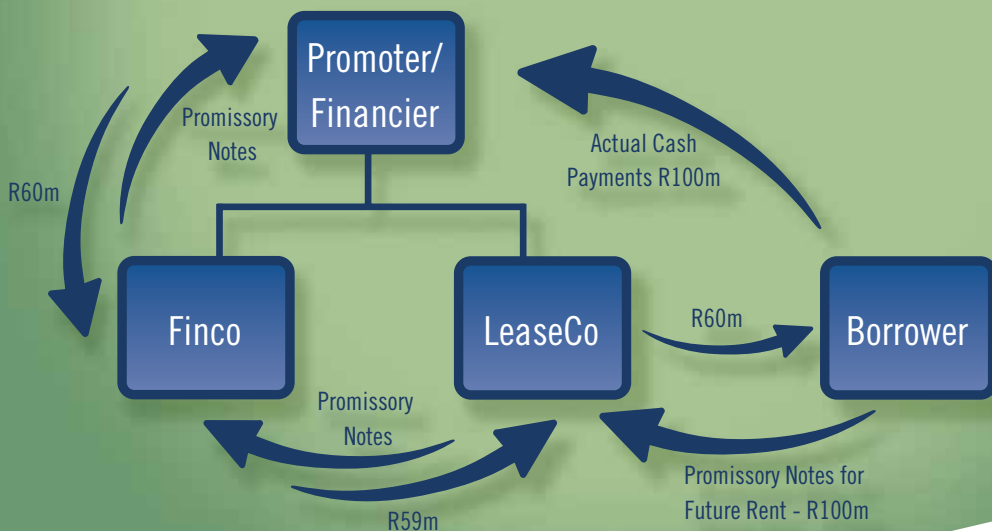 Promoter/
Financier
Promissory
Notes
R60m
Actual Cash
Payments R100m
Finco
LeaseCo
R60m
Borrower
Promissory
Notes
R59m
Promissory Notes for
Future Rent - R100m